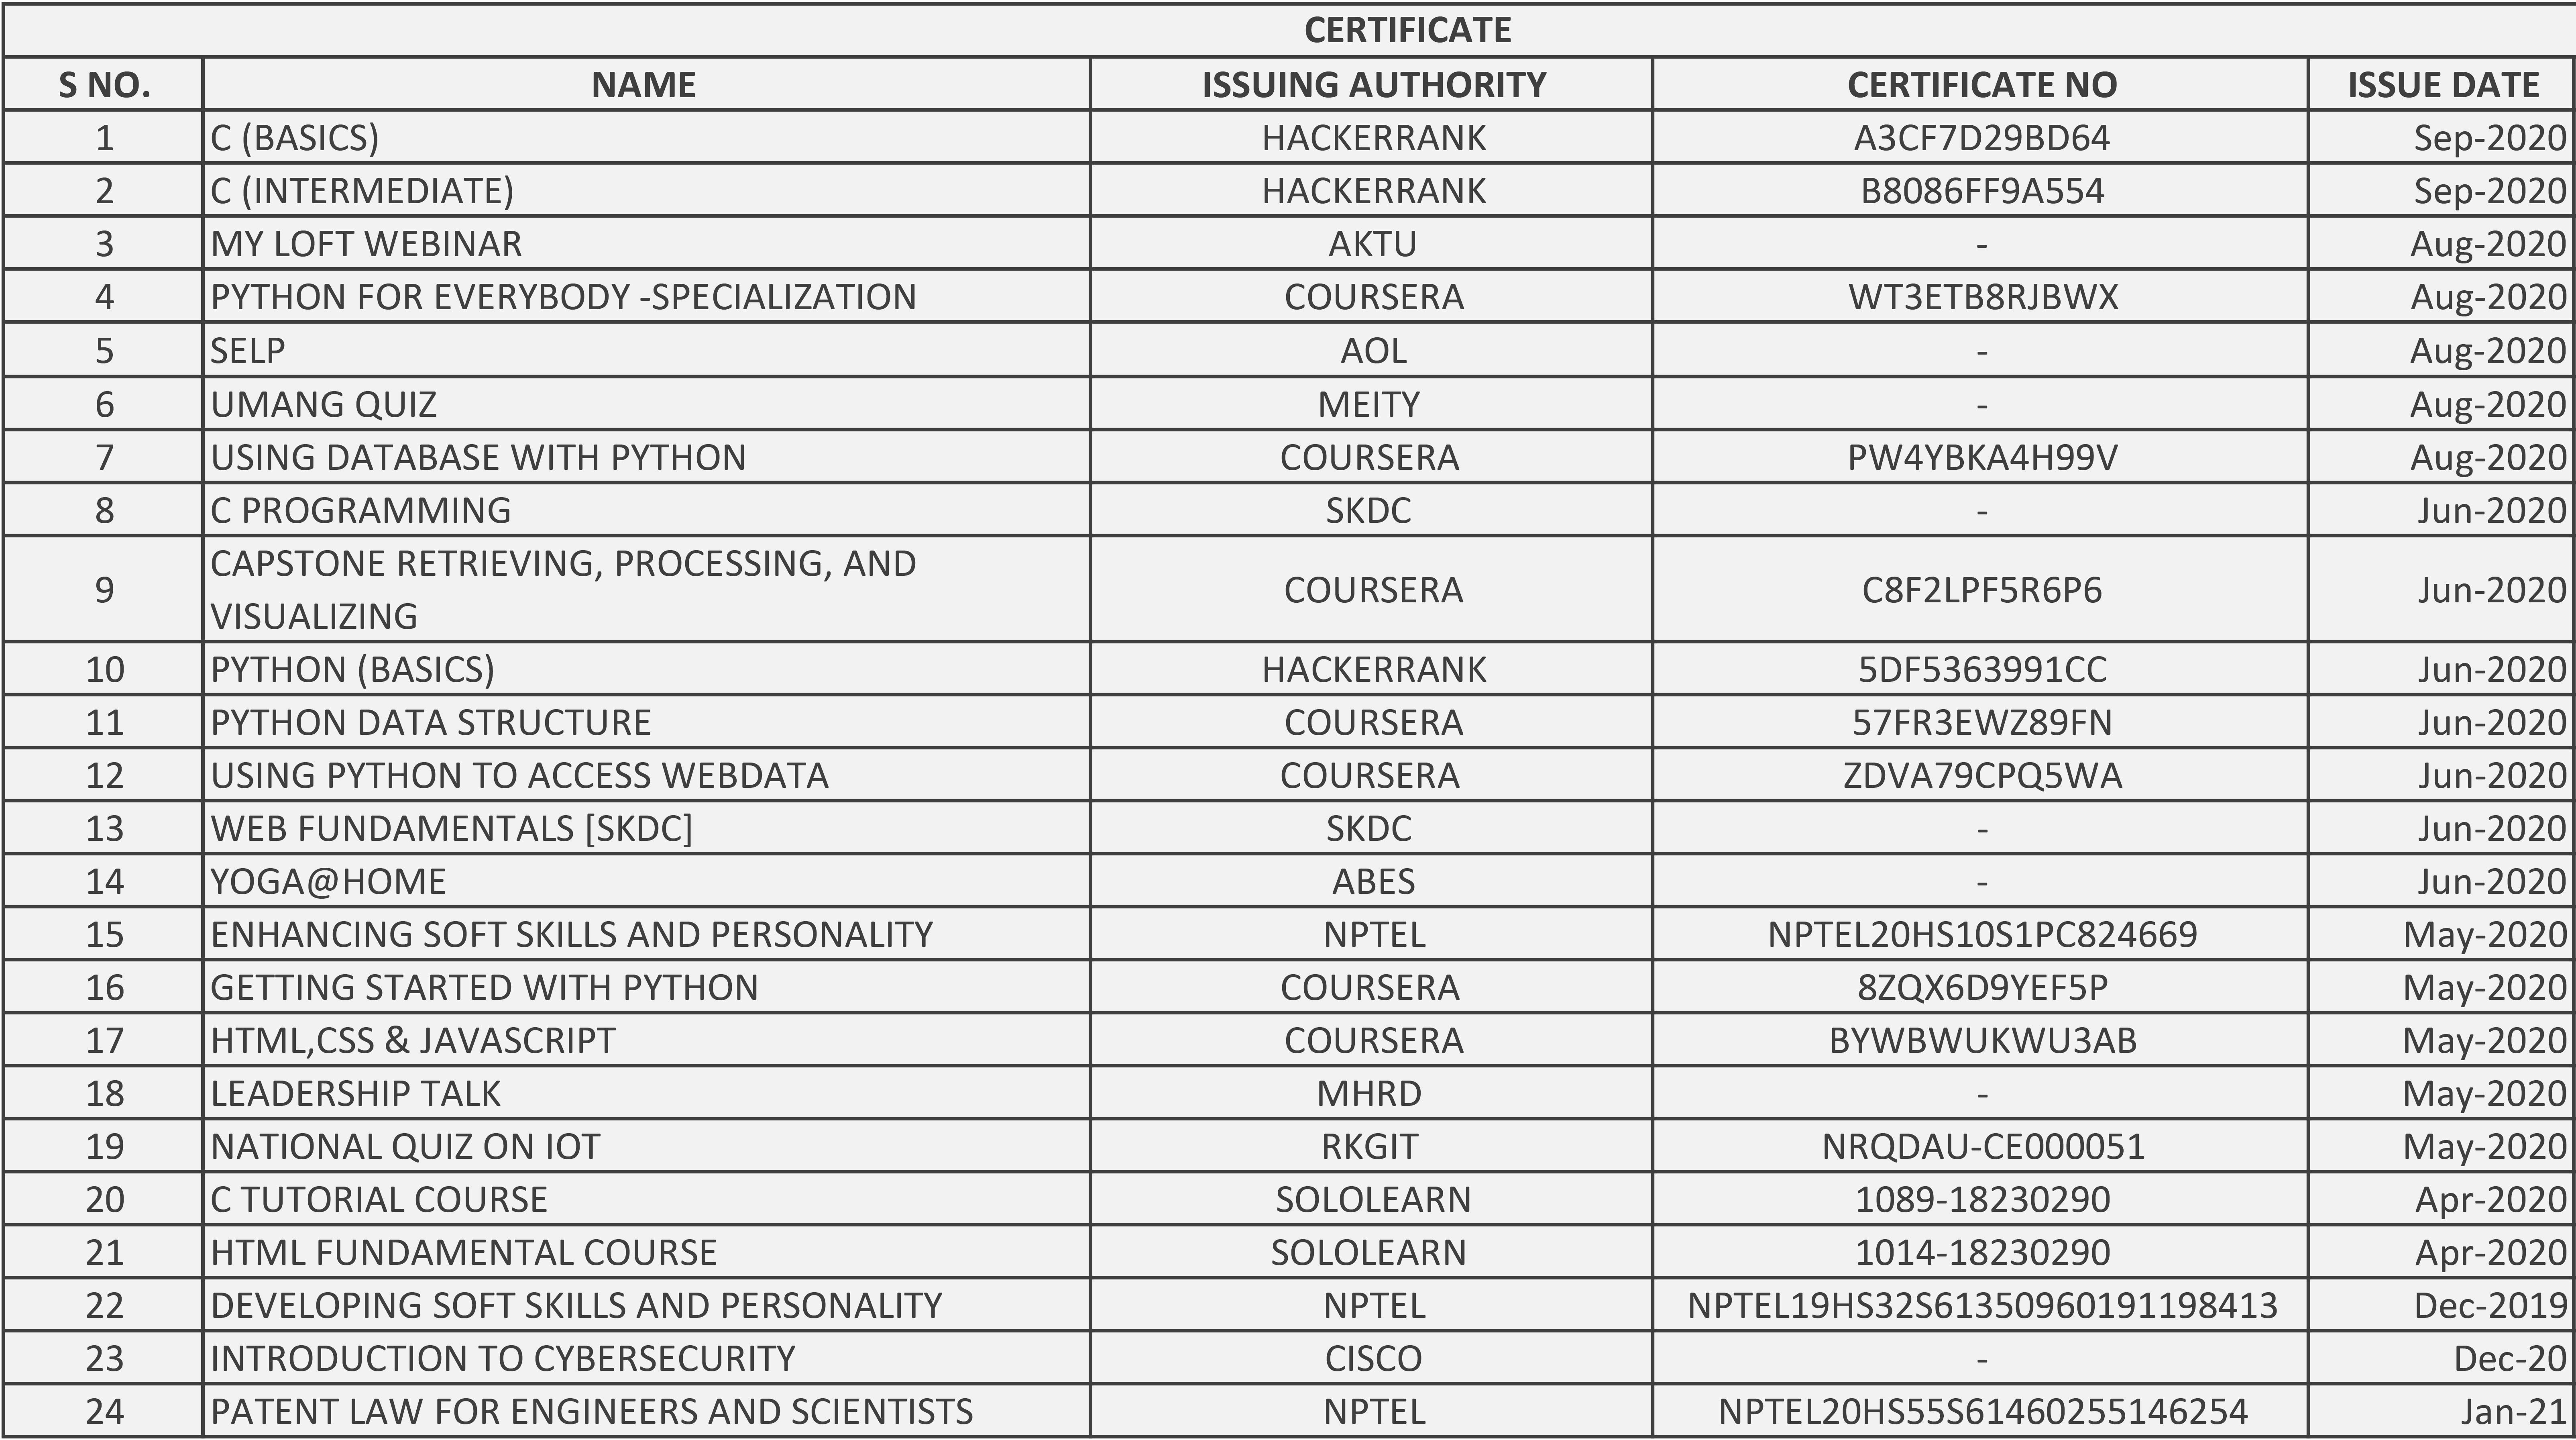 CERTIFICATE
S NO. NAME ISSUING AUTHORITY CERTIFICATE NO ISSUE DATE
1 C (BASICS) HACKERRANK A3CF7D29BD64 Sep-2020
2 C (INTERMEDIATE) HACKERRANK B8086FF9A554 Sep-2020
3 MY LOFT WEBINAR AKTU - Aug-2020
4 PYTHON FOR EVERYBODY -SPECIALIZATION COURSERA WT3ETB8RJBWX Aug-2020
5 SELP AOL - Aug-2020
6 UMANG QUIZ MEITY - Aug-2020
7 USING DATABASE WITH PYTHON COURSERA PW4YBKA4H99V Aug-2020
8 C PROGRAMMING SKDC - Jun-2020
9 CAPSTONE RETRIEVING, PROCESSING, AND
VISUALIZING COURSERA C8F2LPF5R6P6 Jun-2020
10 PYTHON (BASICS) HACKERRANK 5DF5363991CC Jun-2020
11 PYTHON DATA STRUCTURE COURSERA 57FR3EWZ89FN Jun-2020
12 USING PYTHON TO ACCESS WEBDATA COURSERA ZDVA79CPQ5WA Jun-2020
13 WEB FUNDAMENTALS [SKDC] SKDC - Jun-2020
14 YOGA@HOME ABES - Jun-2020
15 ENHANCING SOFT SKILLS AND PERSONALITY NPTEL NPTEL20HS10S1PC824669 May-2020
16 GETTING STARTED WITH PYTHON COURSERA 8ZQX6D9YEF5P May-2020
17 HTML,CSS & JAVASCRIPT COURSERA BYWBWUKWU3AB May-2020
18 LEADERSHIP TALK MHRD - May-2020
19 NATIONAL QUIZ ON IOT RKGIT NRQDAU-CE000051 May-2020
20 C TUTORIAL COURSE SOLOLEARN 1089-18230290 Apr-2020
21 HTML FUNDAMENTAL COURSE SOLOLEARN 1014-18230290 Apr-2020
22 DEVELOPING SOFT SKILLS AND PERSONALITY NPTEL NPTEL19HS32S61350960191198413 Dec-2019
23 INTRODUCTION TO CYBERSECURITY CISCO - Dec-20
24 PATENT LAW FOR ENGINEERS AND SCIENTISTS NPTEL NPTEL20HS55S61460255146254 Jan-21